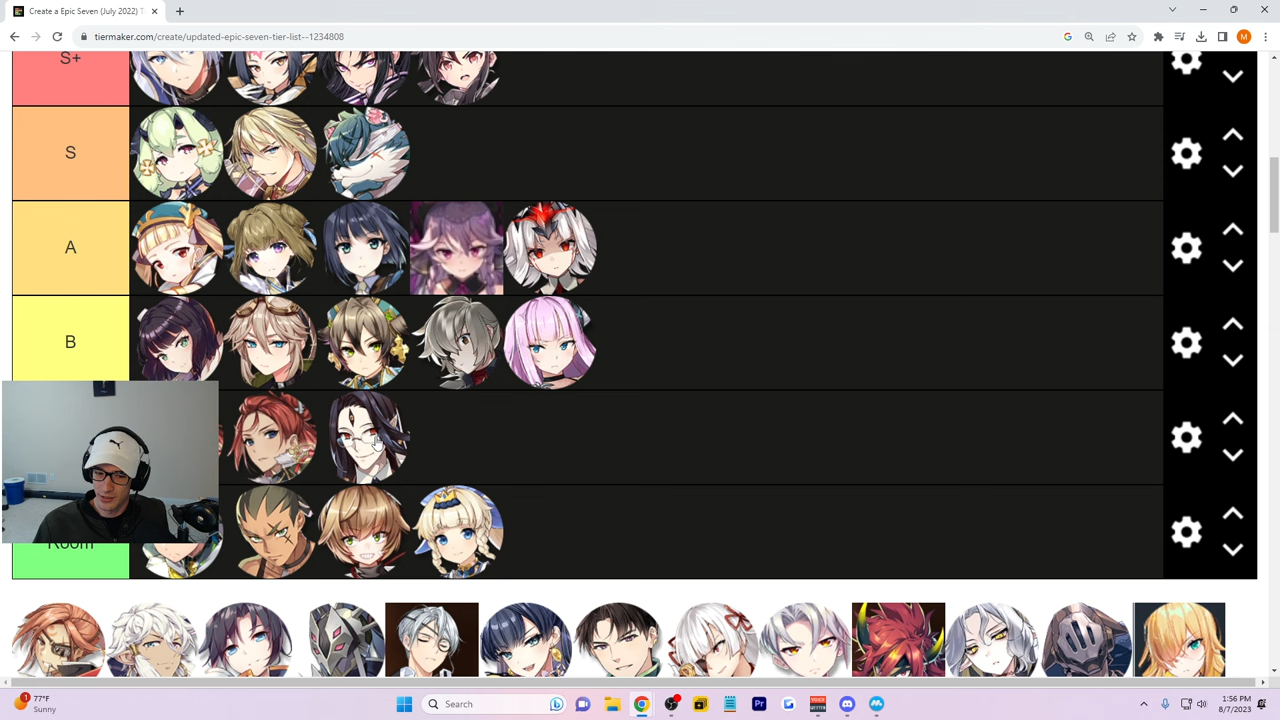 Create a Epic Seven (July 2022) T
tiermaker.com/create/updated-epic-seven-tier-list--1234808
M
S+
S
A
B
Room
77°F
Sunny
Search
1:56 PM
8/7/2023